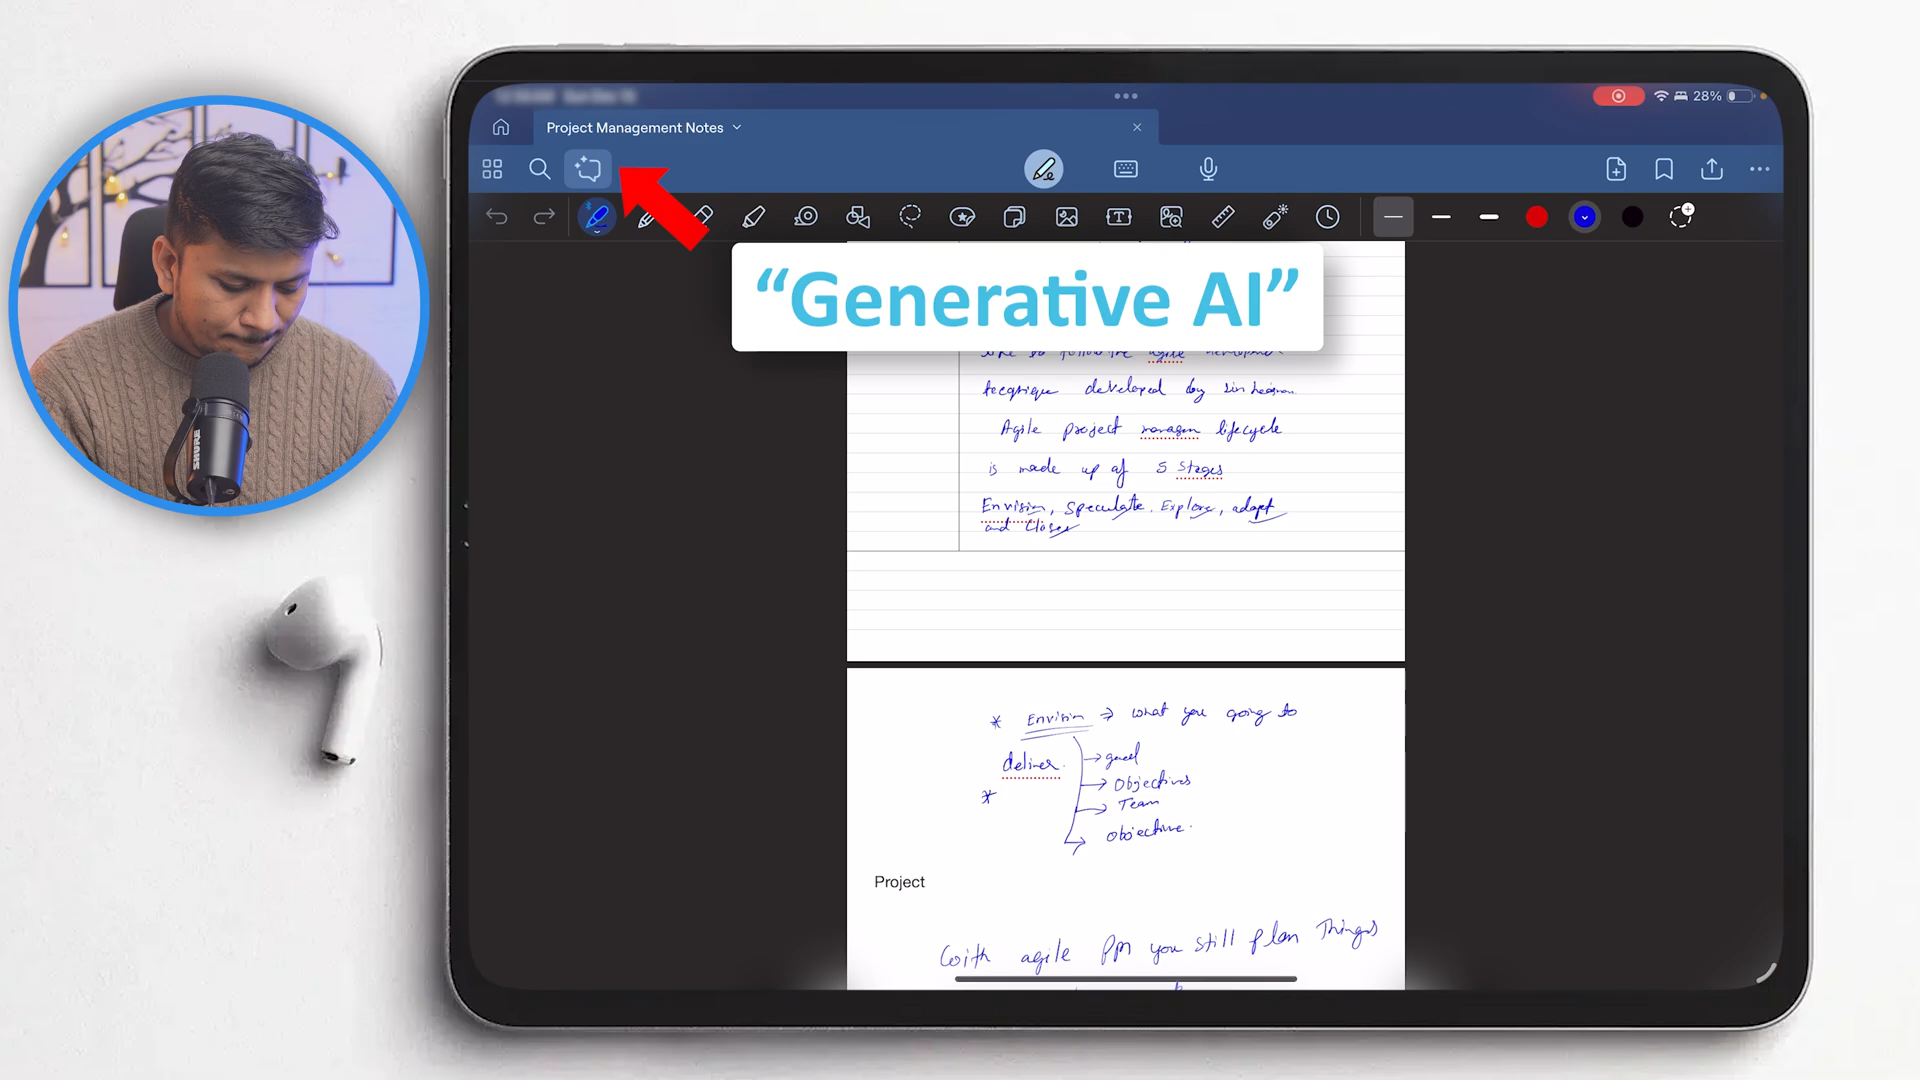 28%
Project Management Notes
“Generative AI”
developed by
Agile project managem lifecycle
is made up of 5 stages
Envision, Speculate, Explore, adapt
and Close
* Envision ⇒ what you going to
deliver. → goal
→ Objectives
*
→ Team
→ Objective.
Project
With agile PM you still plan Things
SHURE